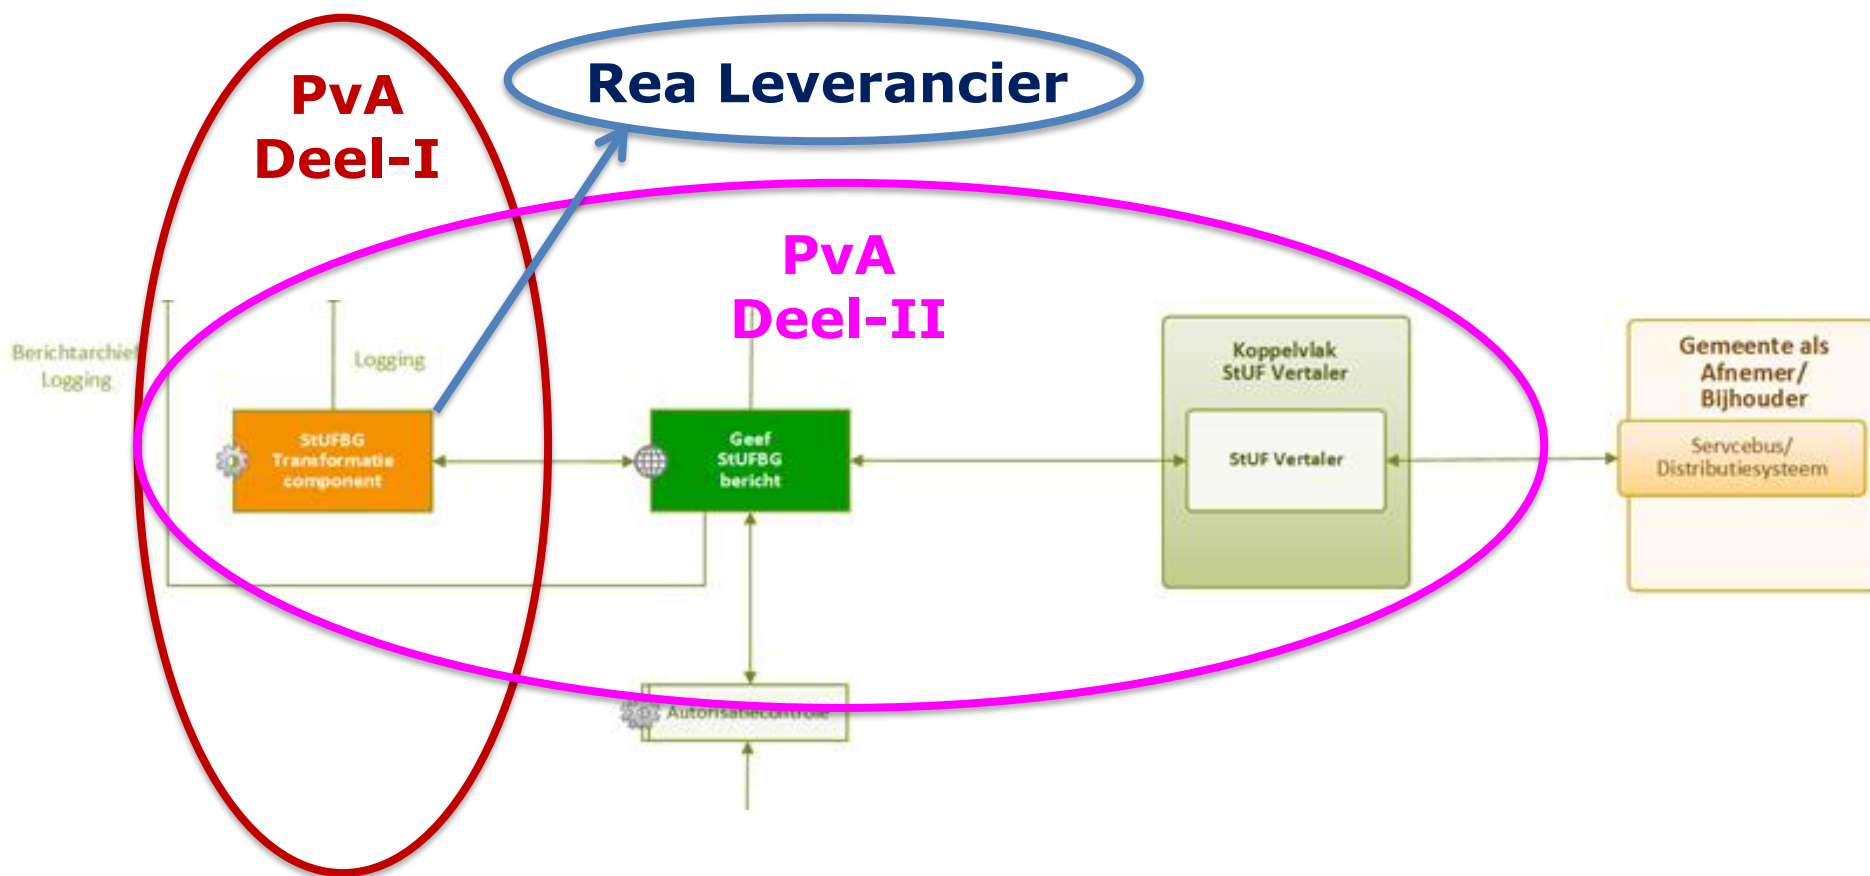 PvA
Deel-I
Rea Leverancier
PvA
Deel-II
Berichtarchief
Logging
Logging
StUFBG
Transformatie
component
Geef
StUFBG
bericht
Koppelvlak
StUF Vertaler
StUF Vertaler
Gemeente als
Afnemer/
Bijhouder
Servcebus/
Distributiesysteem
Autorisatiecontrole